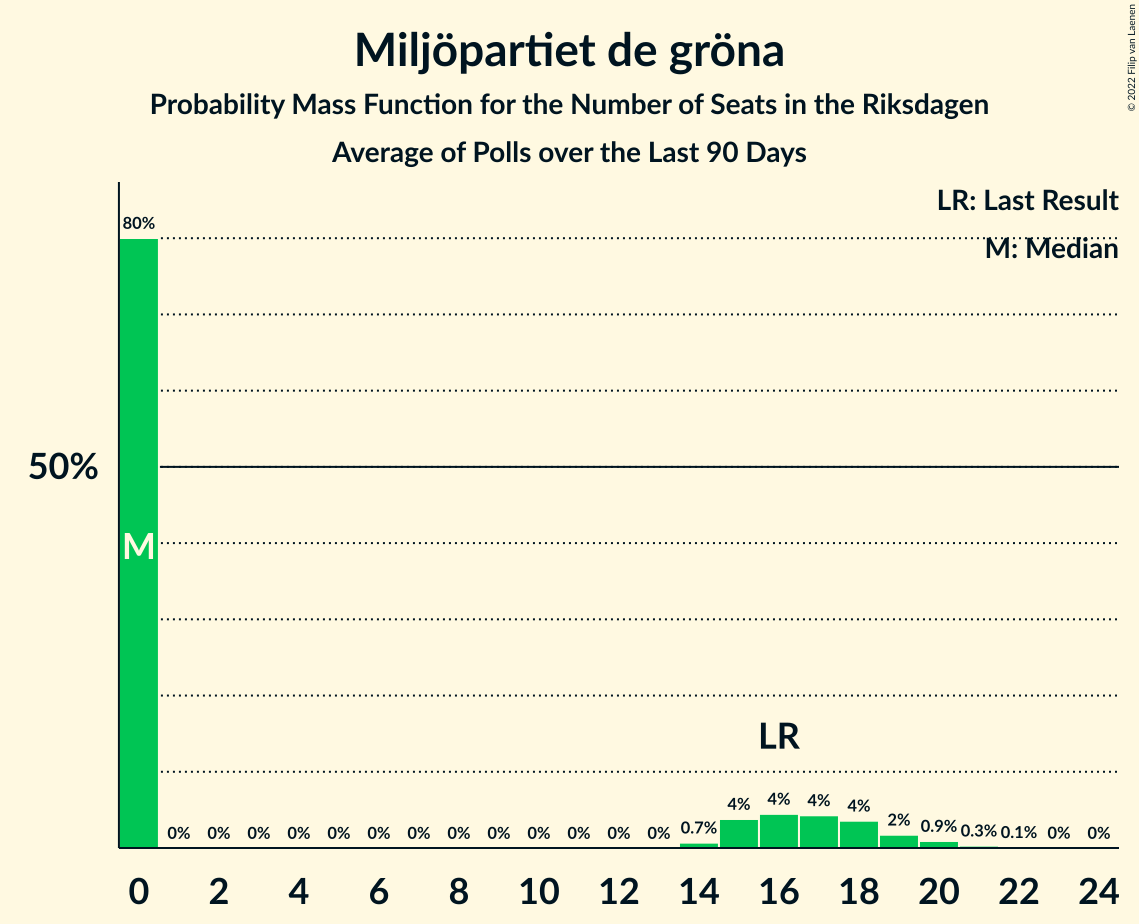 Miljöpartiet de gröna
Probability Mass Function for the Number of Seats in the Riksdagen
Average of Polls over the Last 90 Days
© 2022 Filip van Laenen
LR: Last Result
M: Median
80%
50%
M
LR
0% 0% 0% 0% 0% 0% 0% 0% 0% 0% 0% 0% 0% 0.7% 4% 4% 4% 4% 2% 0.9% 0.3% 0.1% 0% 0%
0 2 4 6 8 10 12 14 16 18 20 22 24